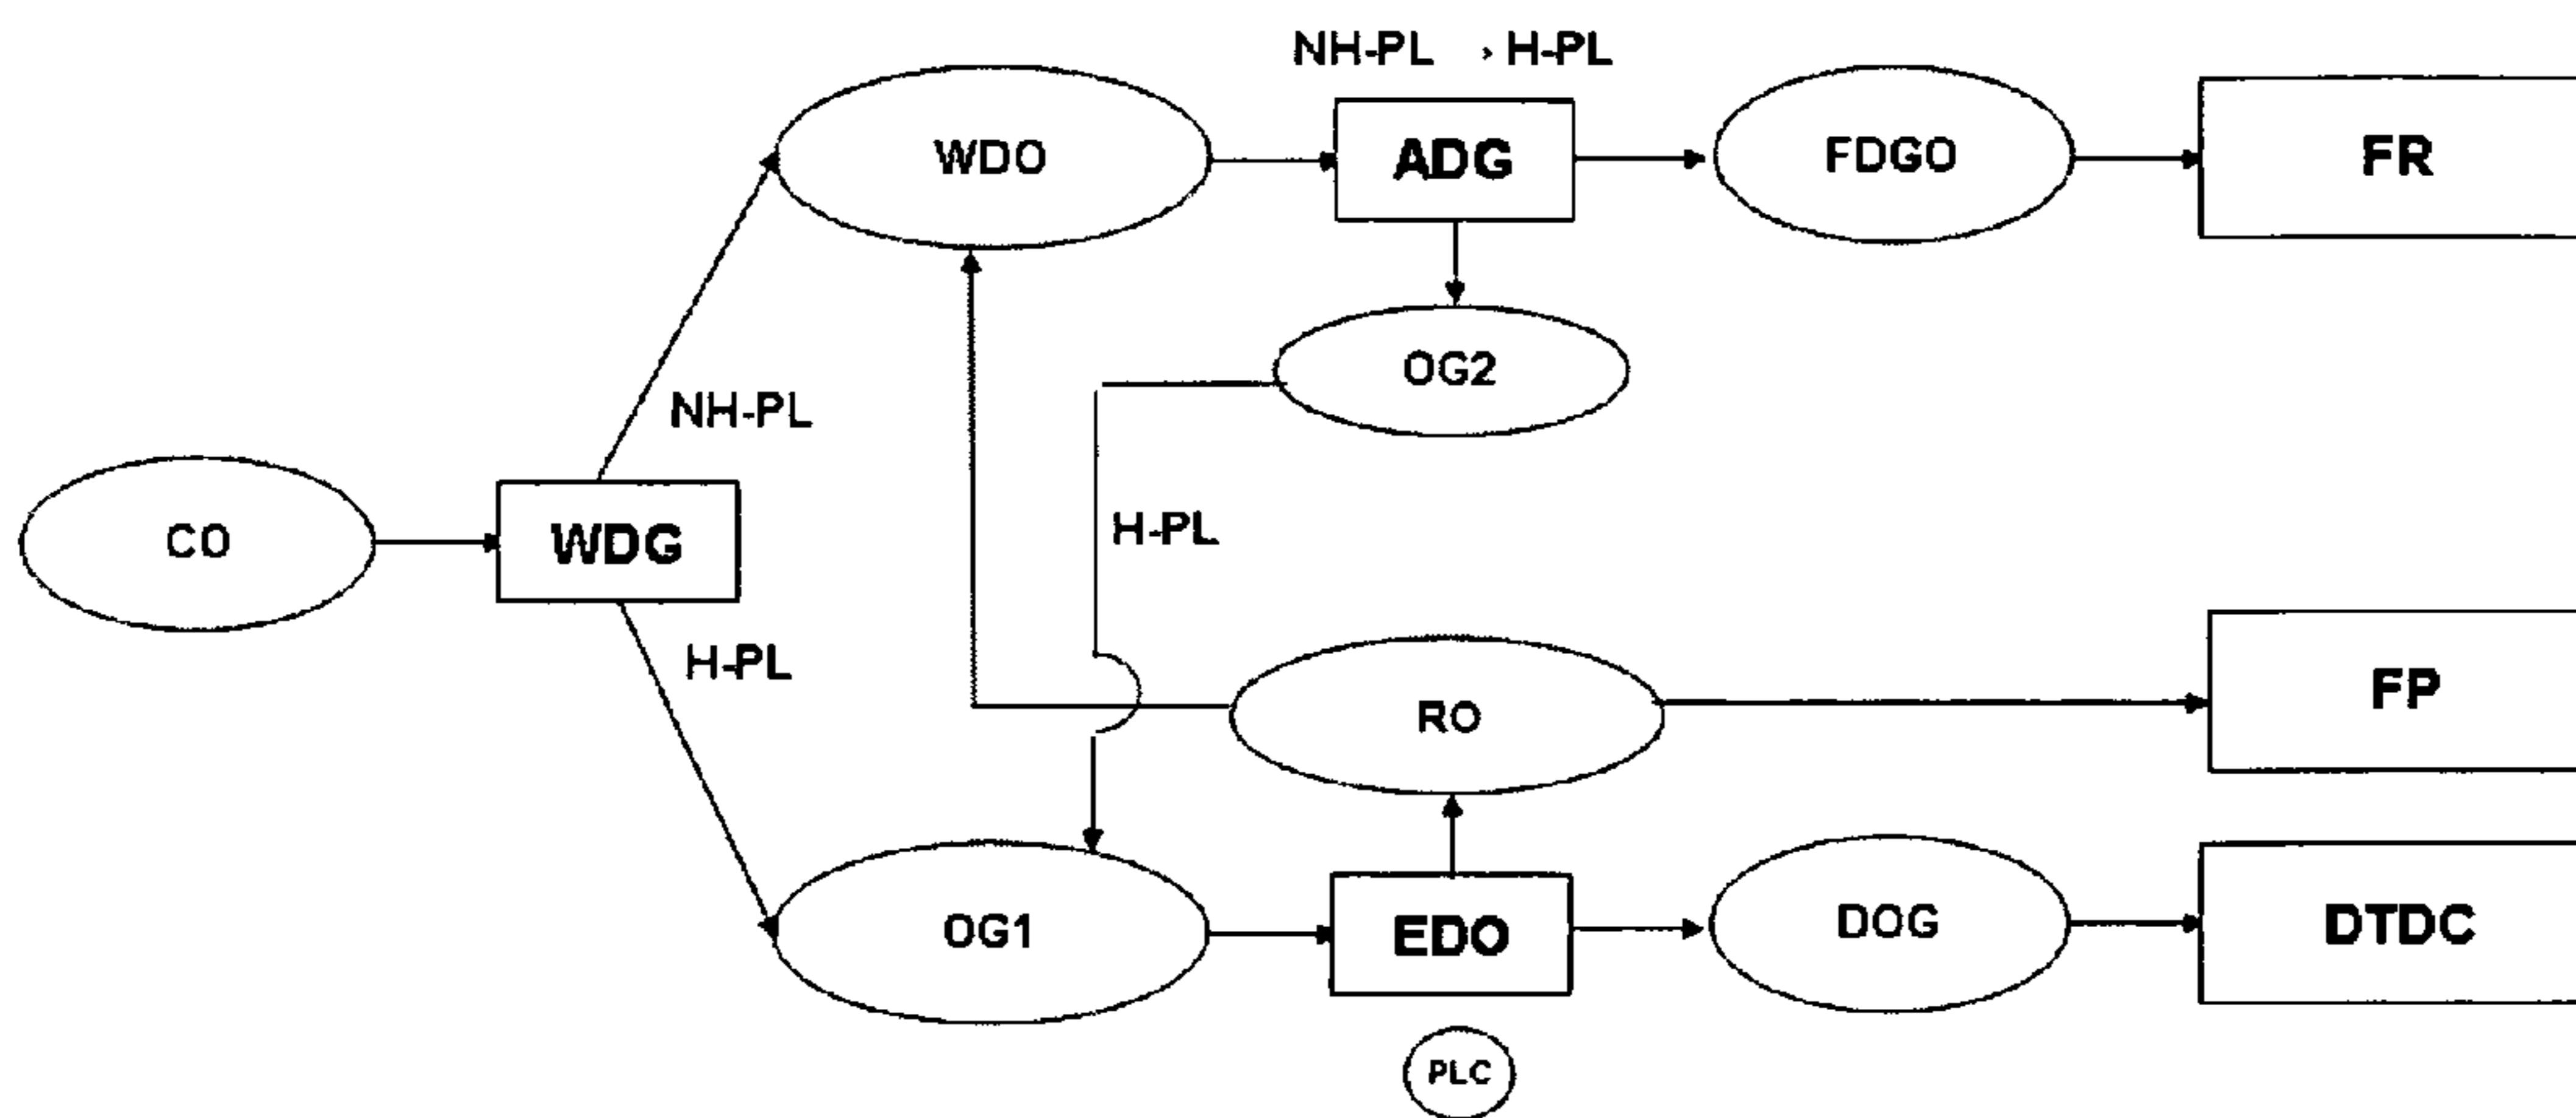 NH-PL → H-PL
WDO
ADG
FDGO
FR
OG2
NH-PL
CO
WDG
H-PL
H-PL
RO
FP
OG1
EDO
DOG
DTDC
PLC